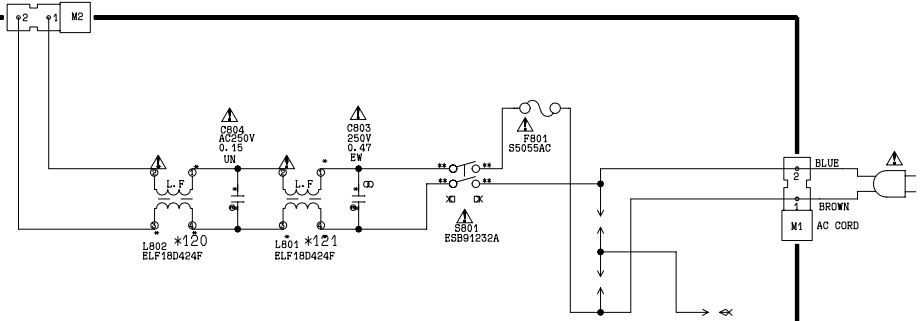 2 1 M2
C804
AC250V
0.15
UN
C803
250V
0.47
EW
F801
S5055AC
BLUE
2
1
BROWN
M1 AC CORD
L.F
L.F
S801
ESB91232A
L802 *120
ELF18D424F
L801 *121
ELF18D424F